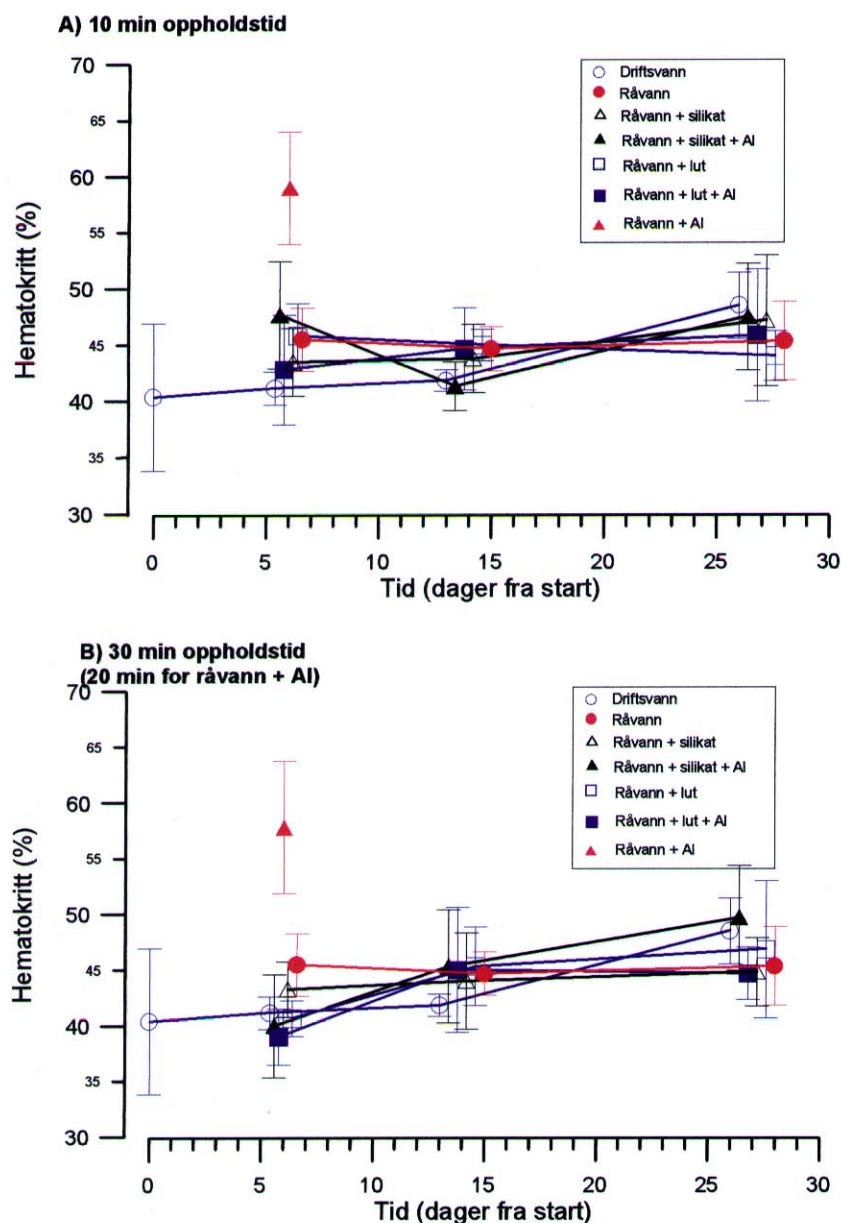 A) 10 min oppholdstid
70
65
60
55
50
45
40
35
30
Hematokritt (%)
Driftsvann
Råvann
Råvann + silikat
Råvann + silikat + Al
Råvann + lut
Råvann + lut + Al
Råvann + Al
0 5 10 15 20 25 30
Tid (dager fra start)
B) 30 min oppholdstid
(20 min for råvann + Al)
70
65
60
55
50
45
40
35
30
Hematokritt (%)
Driftsvann
Råvann
Råvann + silikat
Råvann + silikat + Al
Råvann + lut
Råvann + lut + Al
Råvann + Al
0 5 10 15 20 25 30
Tid (dager fra start)